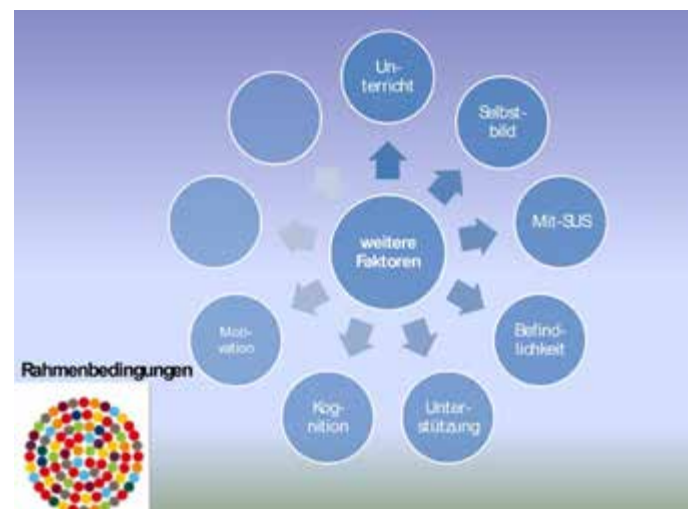 Un-
terricht
Selbst-
bild
Mit-SUS
weitere
Faktoren
Befind-
lichkeit
Unter-
stützung
Kog-
nition
Moti-
vation
Rahmenbedingungen